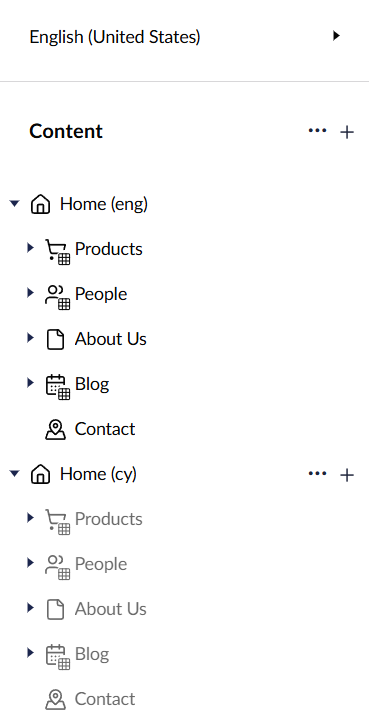 English (United States)
Content
Home (eng)
Products
People
About Us
Blog
Contact
Home (cy)
Products
People
About Us
Blog
Contact